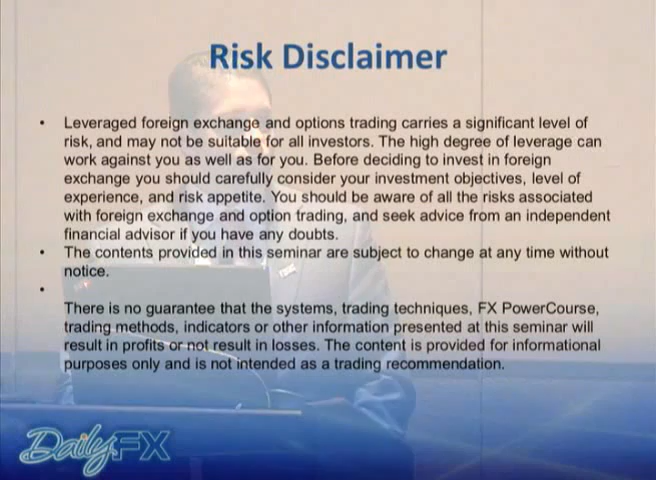 Risk Disclaimer
• Leveraged foreign exchange and options trading carries a significant level of
risk, and may not be suitable for all investors. The high degree of leverage can
work against you as well as for you. Before deciding to invest in foreign
exchange you should carefully consider your investment objectives, level of
experience, and risk appetite. You should be aware of all the risks associated
with foreign exchange and option trading, and seek advice from an independent
financial advisor if you have any doubts.
• The contents provided in this seminar are subject to change at any time without
notice.
•
There is no guarantee that the systems, trading techniques, FX PowerCourse,
trading methods, indicators or other information presented at this seminar will
result in profits or not result in losses. The content is provided for informational
purposes only and is not intended as a trading recommendation.
DailyFX